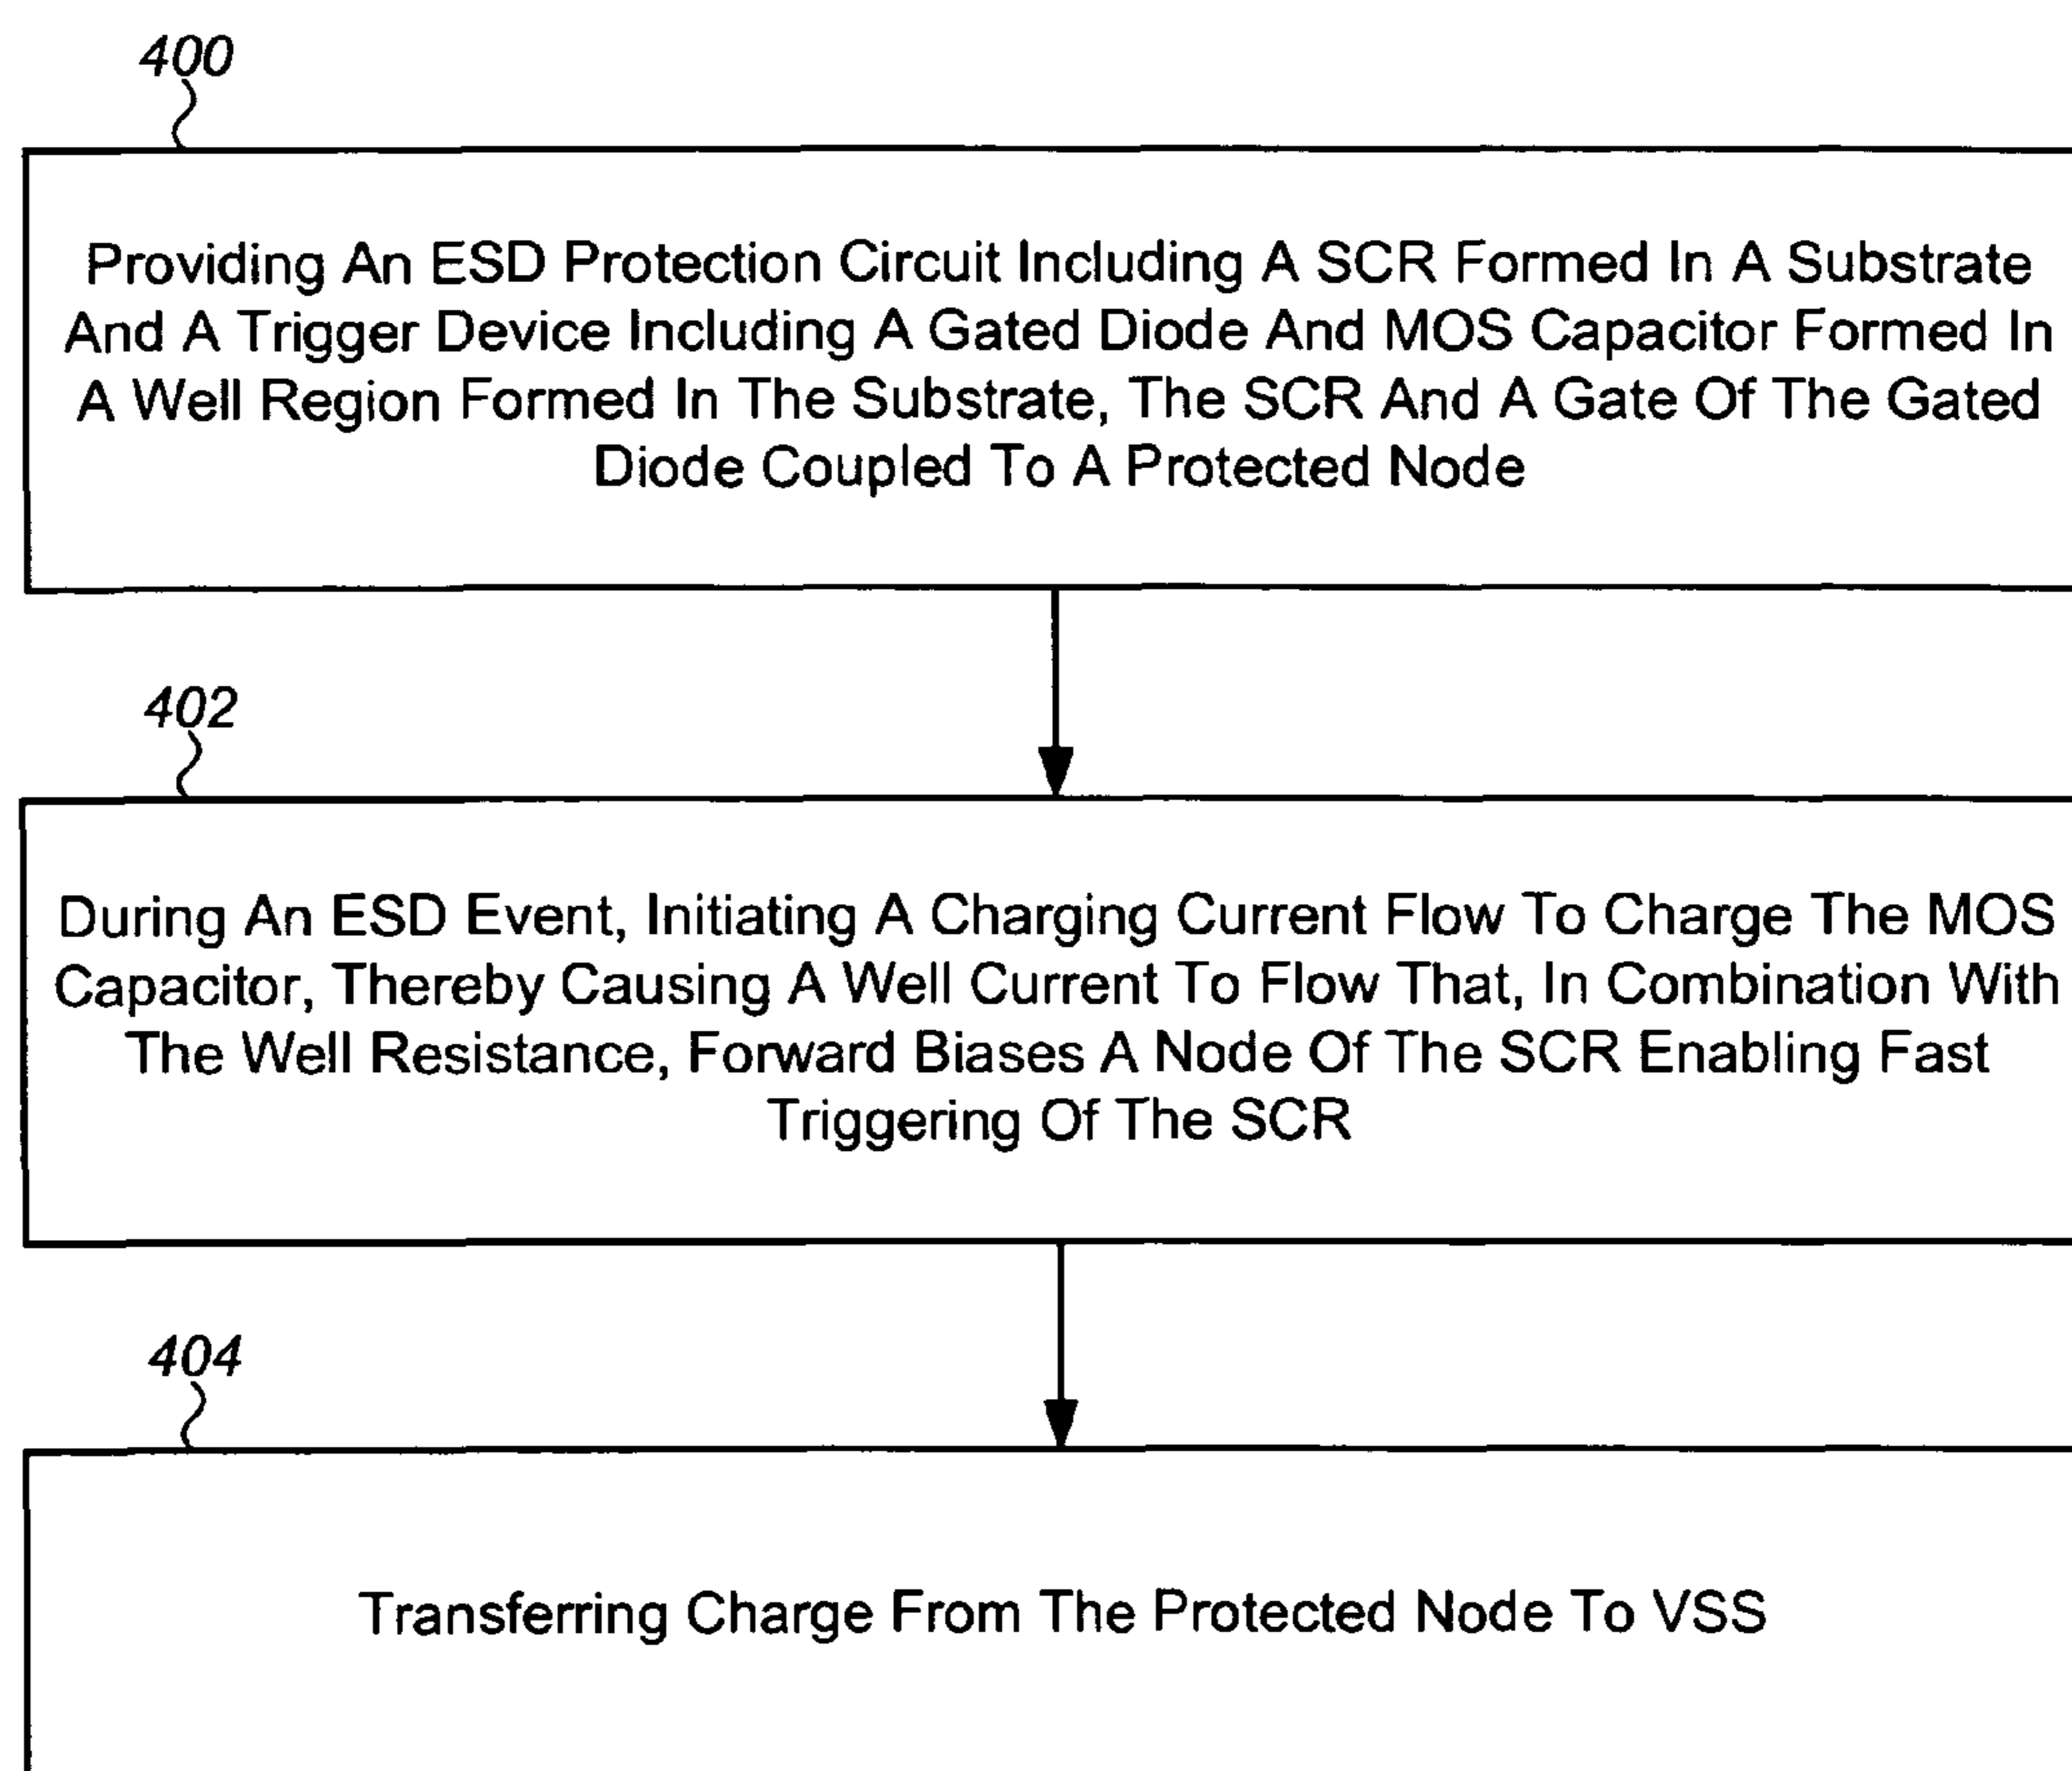 400
Providing An ESD Protection Circuit Including A SCR Formed In A Substrate
And A Trigger Device Including A Gated Diode And MOS Capacitor Formed In
A Well Region Formed In The Substrate, The SCR And A Gate Of The Gated
Diode Coupled To A Protected Node
402
During An ESD Event, Initiating A Charging Current Flow To Charge The MOS
Capacitor, Thereby Causing A Well Current To Flow That, In Combination With
The Well Resistance, Forward Biases A Node Of The SCR Enabling Fast
Triggering Of The SCR
404
Transferring Charge From The Protected Node To VSS